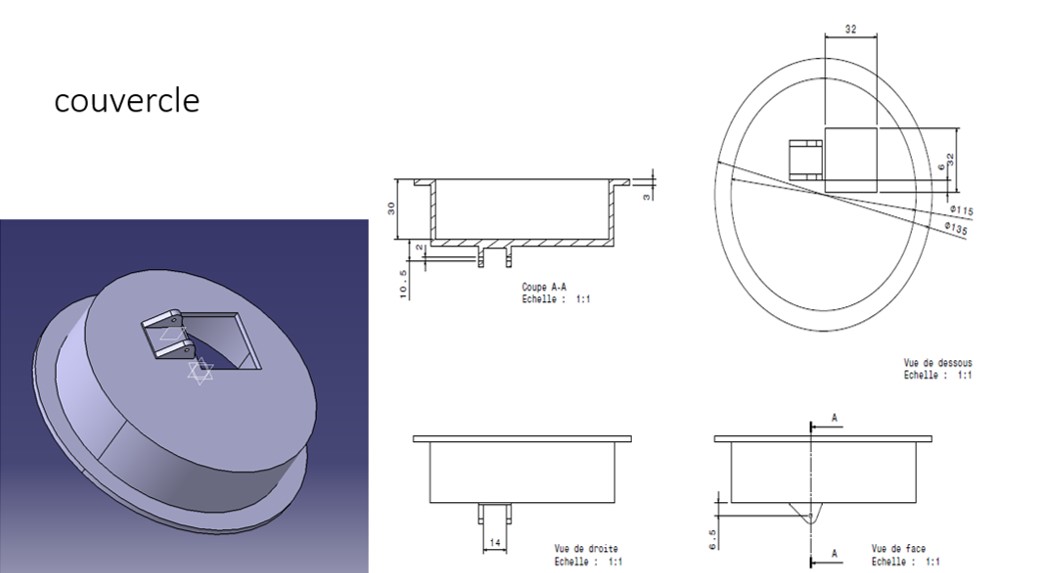 couvercle
32
6
32
Ø115
Ø135
30
3
2
10.5
Coupe A-A
Echelle : 1:1
Vue de dessous
Echelle : 1:1
14
Vue de droite
Echelle : 1:1
A
6.5
A
Vue de face
Echelle : 1:1